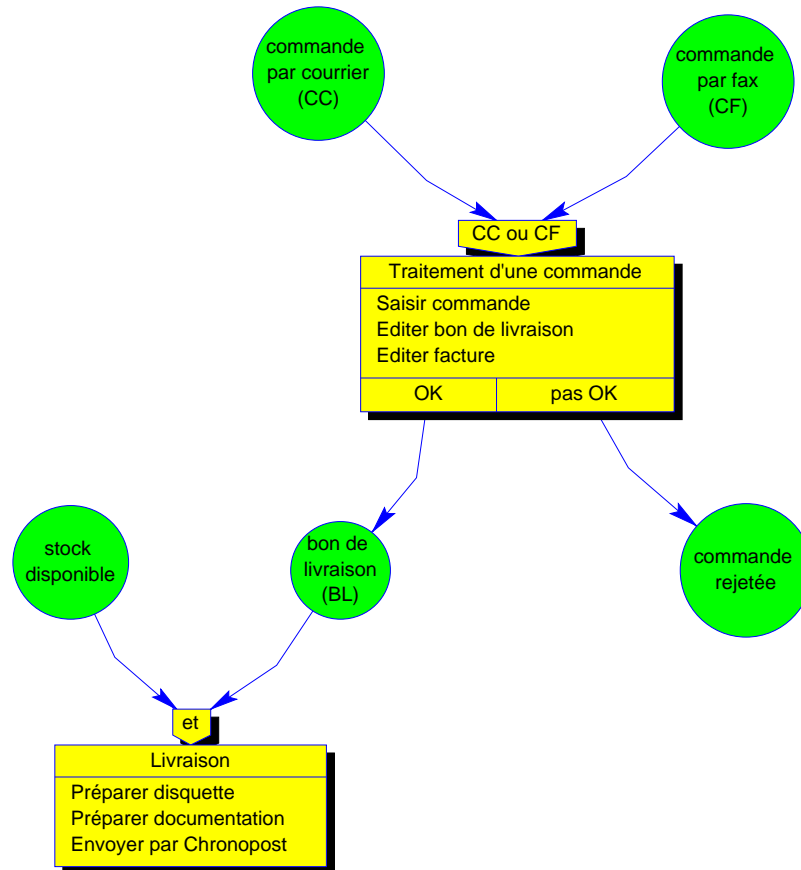 commande
par courrier
(CC)
commande
par fax
(CF)
CC ou CF
Traitement d'une commande
Saisir commande
Editer bon de livraison
Editer facture
OK
pas OK
stock
disponible
bon de
livraison
(BL)
commande
rejetée
et
Livraison
Préparer disquette
Préparer documentation
Envoyer par Chronopost